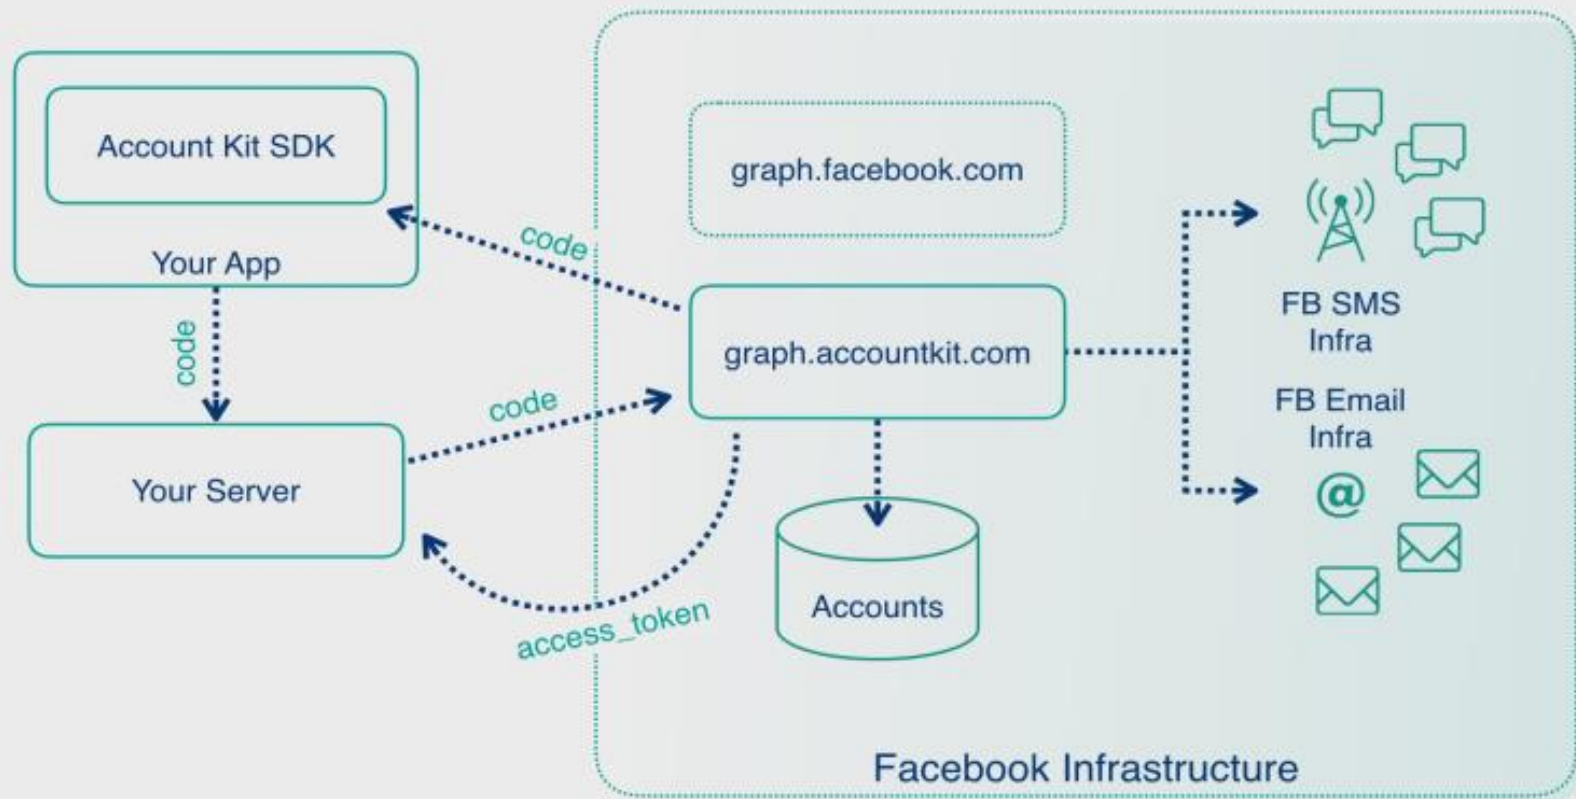 Account Kit SDK
Your App
code
Your Server
code
code
access_token
graph.facebook.com
graph.accountkit.com
Accounts
FB SMS
Infra
FB Email
Infra
@
Facebook Infrastructure